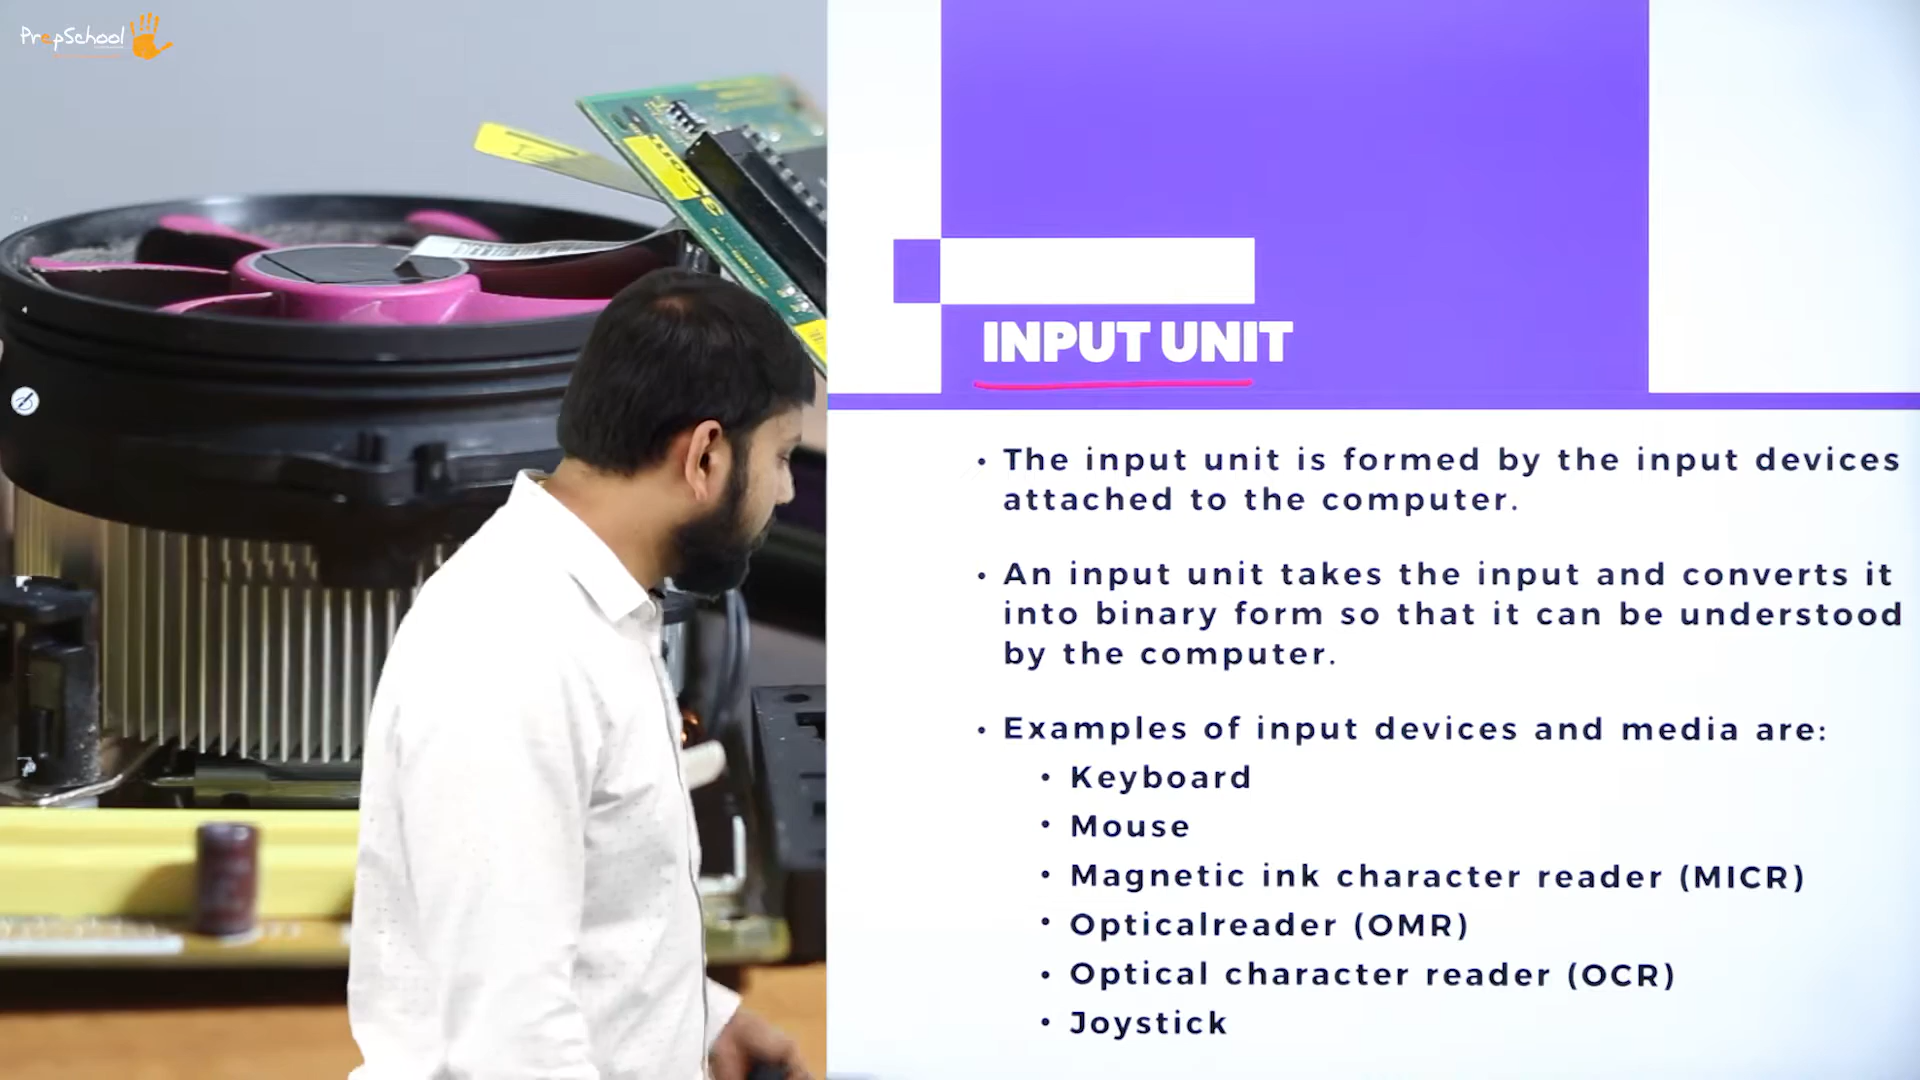 PrepSchool
3Com
INPUT UNIT
• The input unit is formed by the input devices
attached to the computer.
• An input unit takes the input and converts it
into binary form so that it can be understood
by the computer.
• Examples of input devices and media are:
• Keyboard
• Mouse
• Magnetic ink character reader (MICR)
• Opticalreader (OMR)
• Optical character reader (OCR)
• Joystick